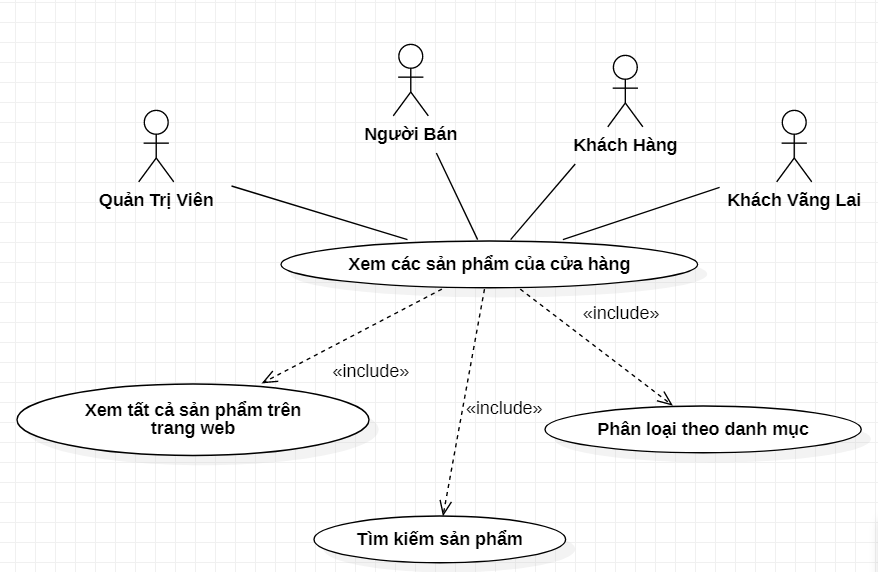 Người Bán
Khách Hàng
Quản Trị Viên
Khách Vãng Lai
Xem các sản phẩm của cửa hàng
«include»
«include»
«include»
Xem tất cả sản phẩm trên
trang web
Phân loại theo danh mục
Tìm kiếm sản phẩm